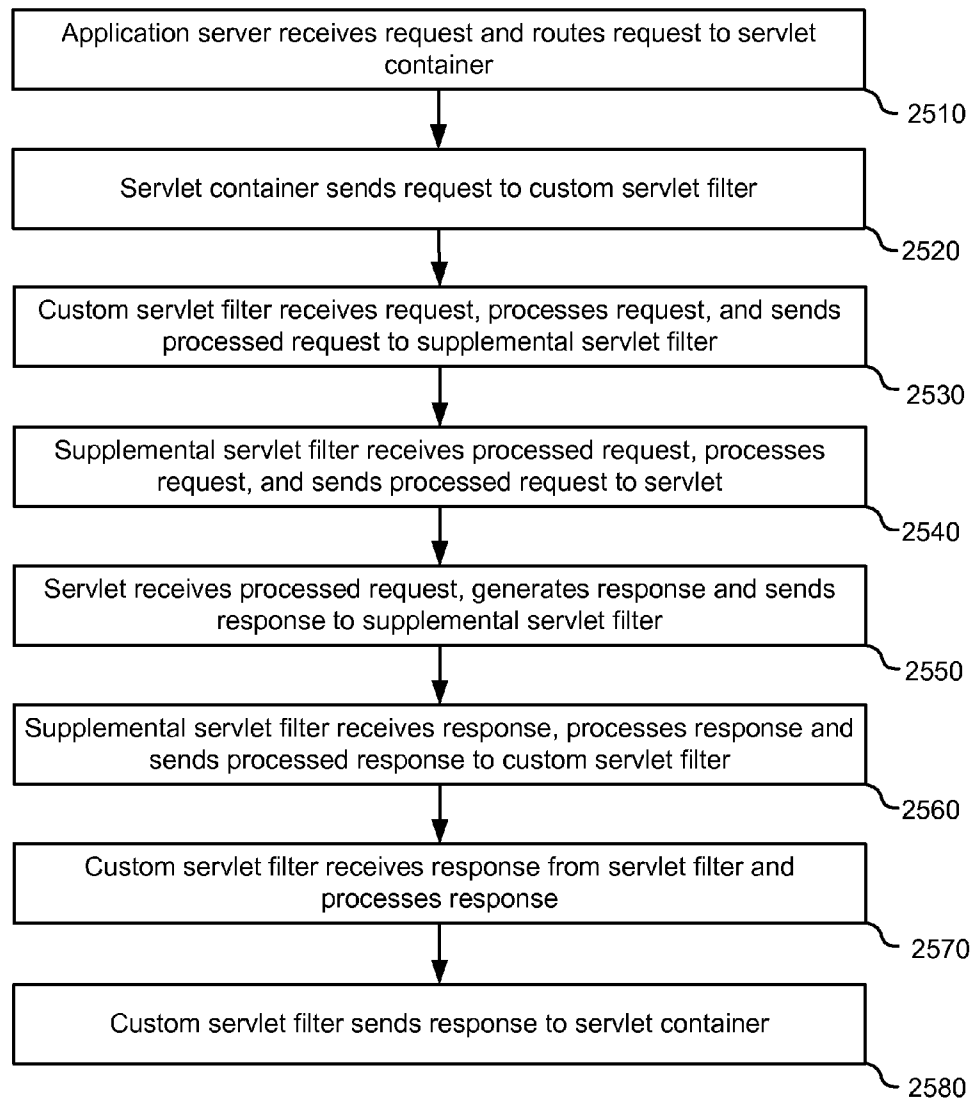 Application server receives request and routes request to servlet
container
2510
Servlet container sends request to custom servlet filter
2520
Custom servlet filter receives request, processes request, and sends
processed request to supplemental servlet filter
2530
Supplemental servlet filter receives processed request, processes
request, and sends processed request to servlet
2540
Servlet receives processed request, generates response and sends
response to supplemental servlet filter
2550
Supplemental servlet filter receives response, processes response and
sends processed response to custom servlet filter
2560
Custom servlet filter receives response from servlet filter and
processes response
2570
Custom servlet filter sends response to servlet container
2580